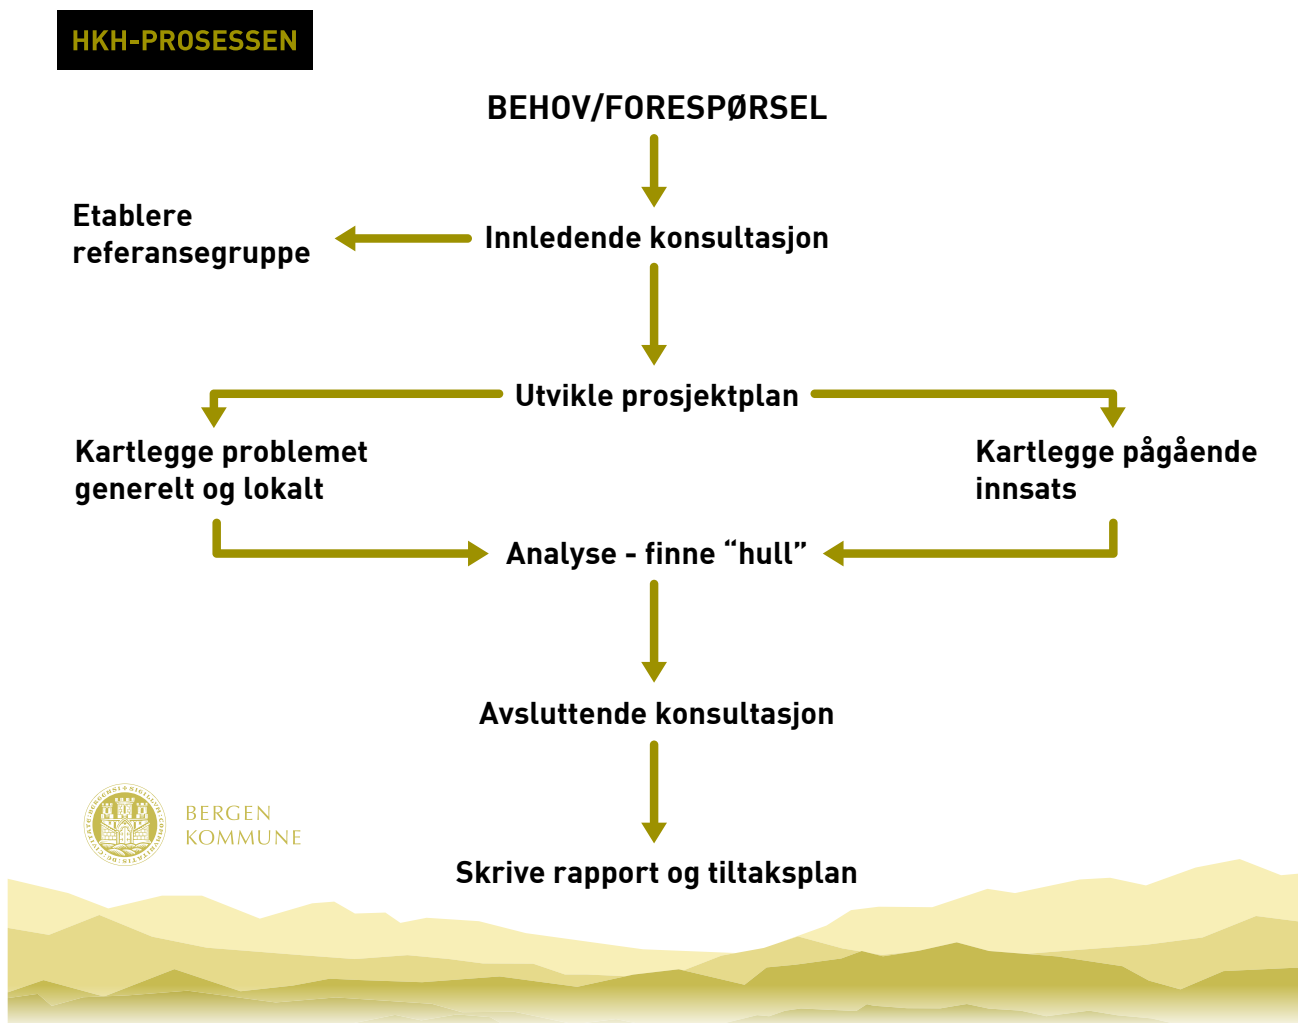 HKH-PROSESSEN
BEHOV/FORESPØRSEL
Etablere
referansegruppe
Innledende konsultasjon
Utvikle prosjektplan
Kartlegge problemet
generelt og lokalt
Kartlegge pågående
innsats
Analyse - finne “hull”
Avsluttende konsultasjon
BERGEN
KOMMUNE
Skrive rapport og tiltaksplan